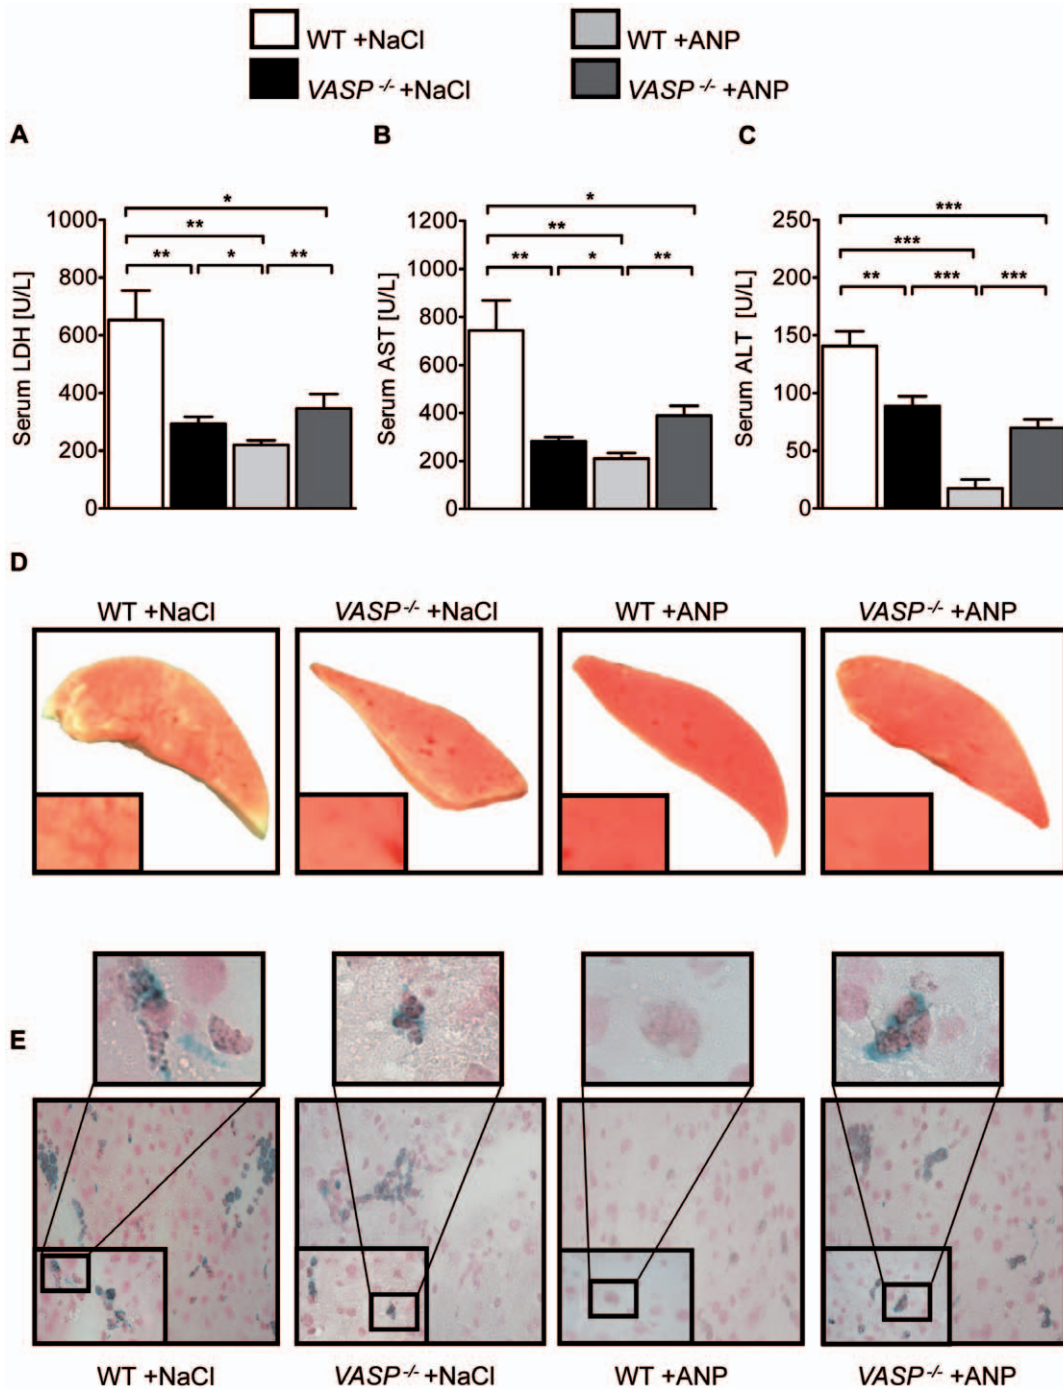 WT +NaCl
WT +ANP
VASP -/- +NaCl
VASP -/- +ANP
A
B
C
*
**
** * **
Serum LDH [U/L]
1000
800
600
400
200
0
*
**
** * **
Serum AST [U/L]
1200
1000
800
600
400
200
0
***
***
** *** ***
Serum ALT [U/L]
250
200
150
100
50
0
D
WT +NaCl
VASP -/- +NaCl
WT +ANP
VASP -/- +ANP
E
WT +NaCl
VASP -/- +NaCl
WT +ANP
VASP -/- +ANP